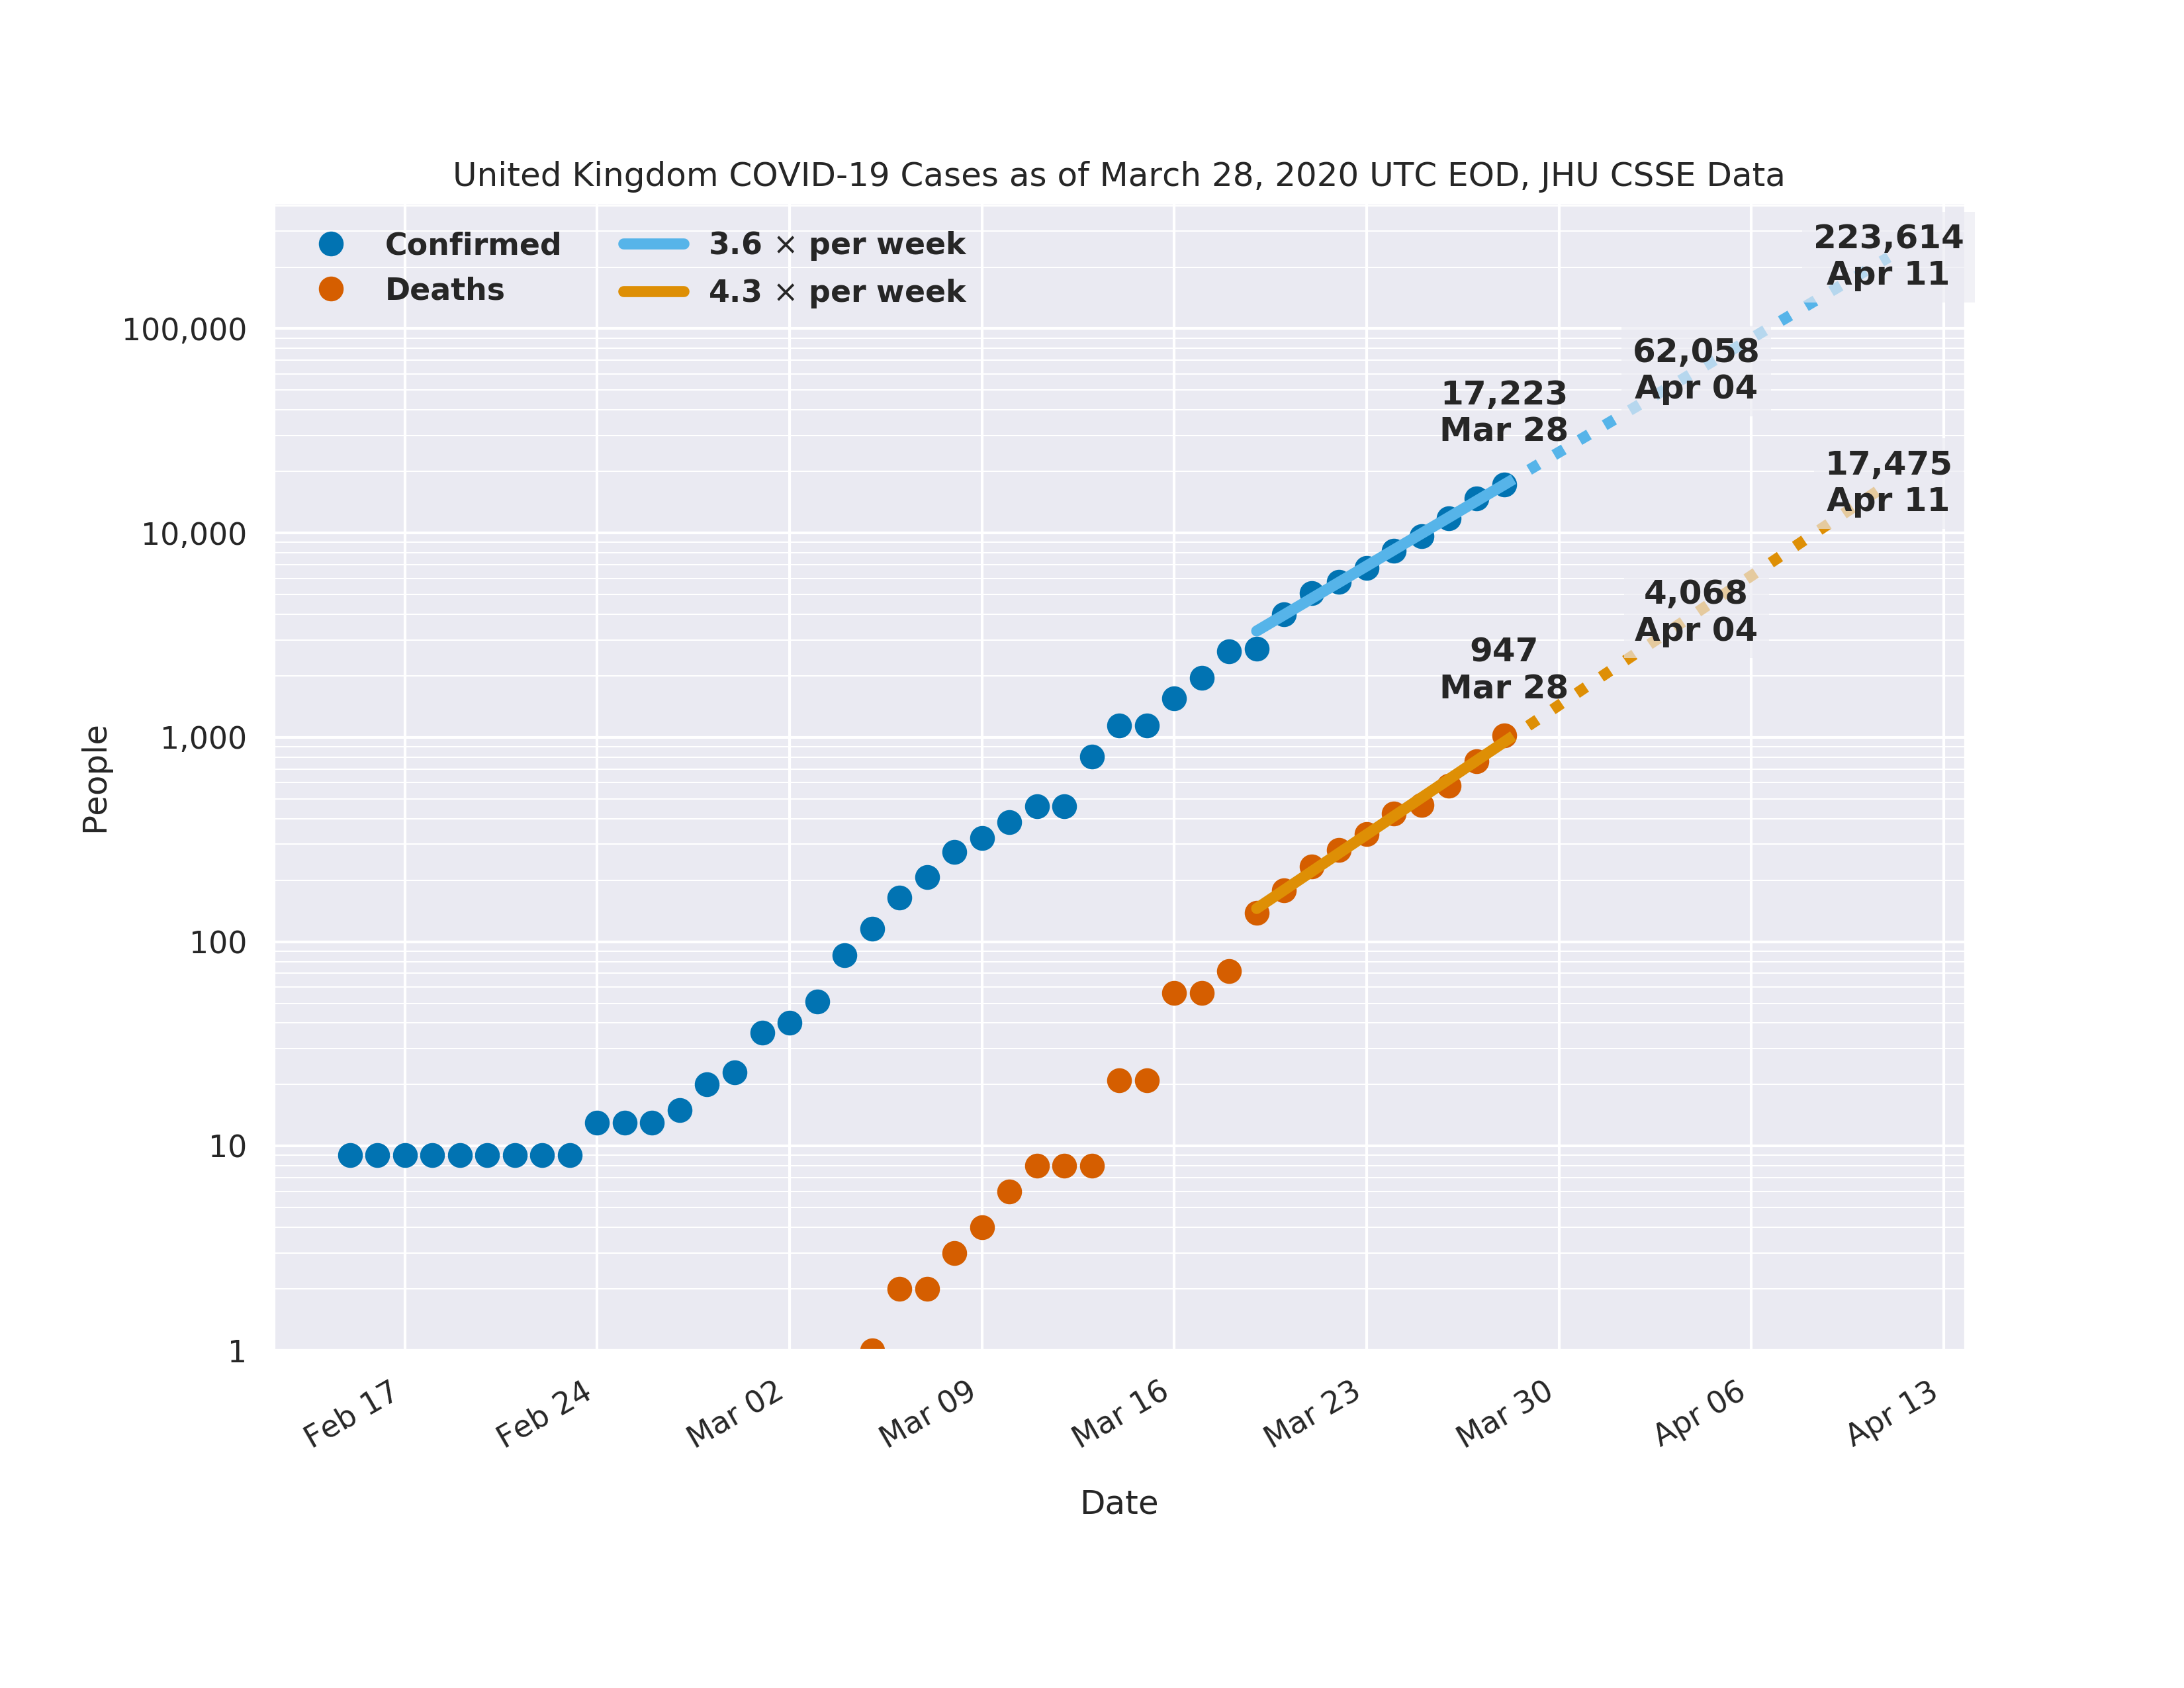 United Kingdom COVID-19 Cases as of March 28, 2020 UTC EOD, JHU CSSE Data
Confirmed
Deaths
3.6 × per week
4.3 × per week
223,614
Apr 11
62,058
Apr 04
17,223
Mar 28
17,475
Apr 11
4,068
Apr 04
947
Mar 28
People
100,000
10,000
1,000
100
10
1
Feb 17
Feb 24
Mar 02
Mar 09
Mar 16
Mar 23
Mar 30
Apr 06
Apr 13
Date